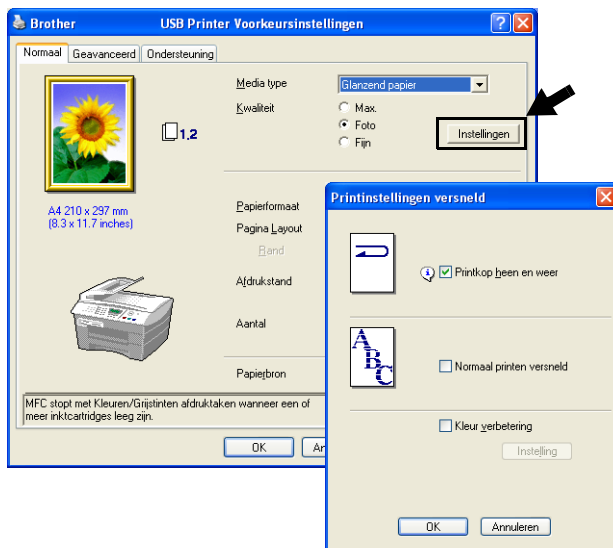 Brother USB Printer Voorkeursinstellingen
Normaal Geavanceerd Ondersteuning
Media type Glanzend papier
Kwaliteit Max.
Foto
Fijn
Instellingen
1,2
A4 210 x 297 mm
(8.3 x 11.7 inches)
Papierformaat
Pagina Layout
Rand
Afdrukstand
Aantal
Papierbron
MFC stopt met Kleuren/Grijstinten afdruktaken wanneer een of
meer inktcartridges leeg zijn.
OK
Printinstellingen versneld
Printkop heen en weer
ABC
Normaal printen versneld
Kleur verbetering
Instelling
OK Annuleren